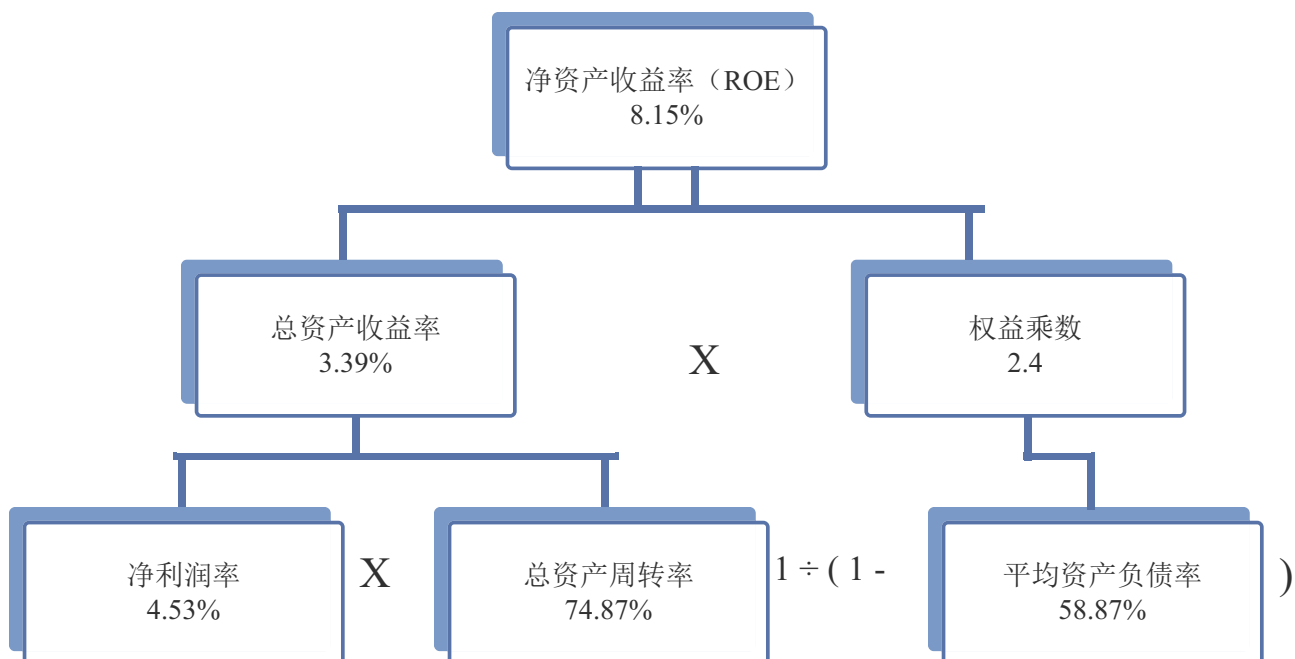 净资产收益率（ROE）
8.15%
总资产收益率
3.39%
X
权益乘数
2.4
净利润率
4.53%
X
总资产周转率
74.87%
1 ÷ ( 1 -
平均资产负债率
58.87%
)